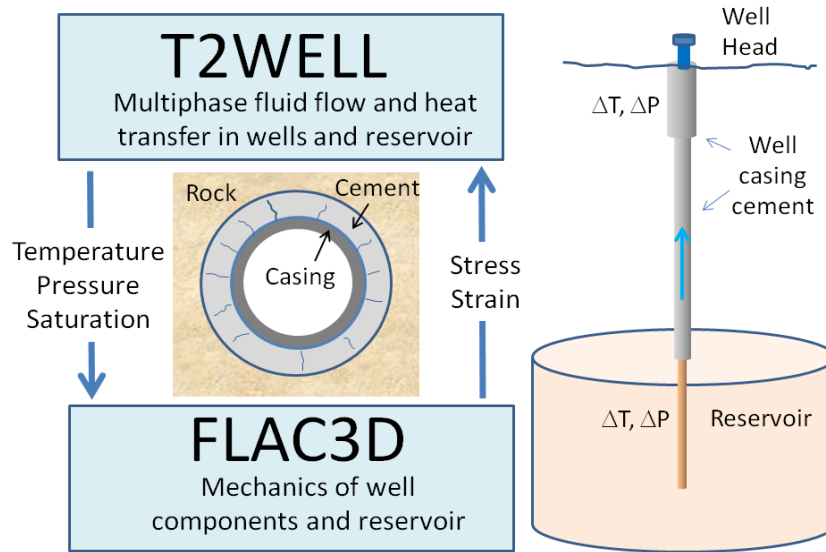 T2WELL
Multiphase fluid flow and heat
transfer in wells and reservoir
Temperature
Pressure
Saturation
Rock
Cement
Casing
Stress
Strain
FLAC3D
Mechanics of well
components and reservoir
Well
Head
ΔT, ΔP
Well
casing
cement
ΔT, ΔP
Reservoir